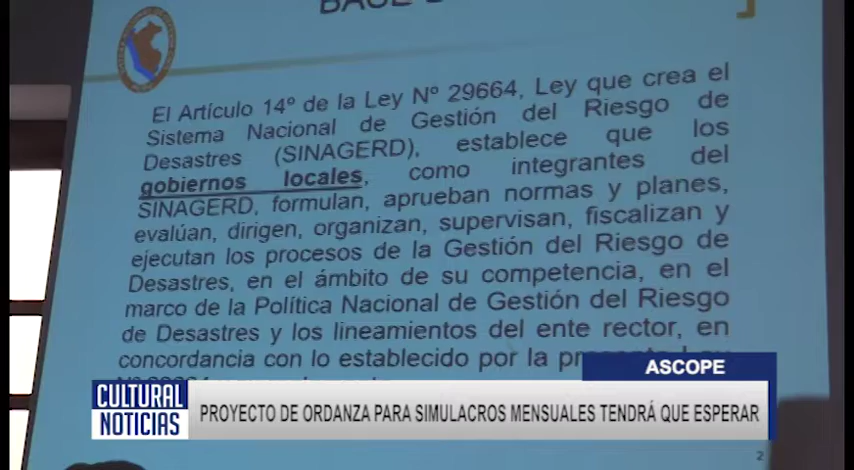 El Artículo 14º de la Ley Nº 29664, Ley que crea el
Sistema Nacional de Gestión del Riesgo de
Desastres (SINAGERD), establece que los
gobiernos locales, como integrantes del
SINAGERD, formulan, aprueban normas y planes,
evalúan, dirigen, organizan, supervisan, fiscalizan y
ejecutan los procesos de la Gestión del Riesgo de
Desastres, en el ámbito de su competencia, en el
marco de la Política Nacional de Gestión del Riesgo
de Desastres y los lineamientos del ente rector, en
concordancia con lo establecido por la
ASCOPE
CULTURAL
NOTICIAS
PROYECTO DE ORDANZA PARA SIMULACROS MENSUALES TENDRÁ QUE ESPERAR
2